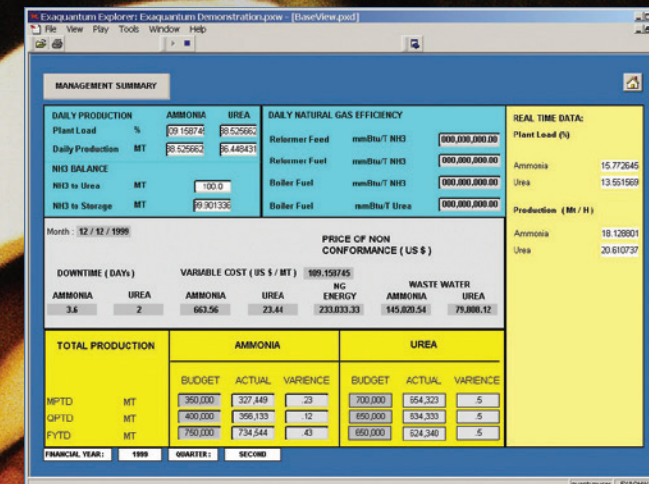 Exaquantum Explorer: Exaquantum Demonstration.pxw - [BaseView.pxd]
File View Play Tools Window Help
MANAGEMENT SUMMARY
DAILY PRODUCTION AMMONIA UREA
Plant Load % 09.158745 38.525662
Daily Production MT 38.525662 36.448431
NH3 BALANCE
NH3 to Urea MT 100.0
NH3 to Storage MT 39.901336
DAILY NATURAL GAS EFFICIENCY
Reformer Feed mmBtu/T NH3 000,000,000.00
Reformer Fuel mmBtu/T NH3 000,000,000.00
Boiler Fuel mmBtu/T NH3 000,000,000.00
Boiler Fuel mmBtu/T Urea 000,000,000.00
REAL TIME DATA:
Plant Load (%)
Ammonia 15.772645
Urea 13.551569
Production (Mt / H)
Ammonia 18.128801
Urea 20.610737
Month : 12 / 12 / 1999
PRICE OF NON
CONFORMANCE ( US $ )
DOWNTIME ( DAYs ) VARIABLE COST ( US $ / MT ) 109.158745
NG WASTE WATER
AMMONIA UREA AMMONIA UREA ENERGY AMMONIA UREA
3.6 2 663.56 23.44 233,033.33 145,020.54 79,808.12
TOTAL PRODUCTION AMMONIA UREA
BUDGET ACTUAL VARIENCE BUDGET ACTUAL VARIENCE
MPTD MT 350,000 327,449 .23 700,000 654,323 .5
QPTD MT 400,000 356,133 .12 650,000 634,333 .5
FYTD MT 750,000 734,544 .43 650,000 624,340 .5
FINANCIAL YEAR : 1999 QUARTER : SECOND